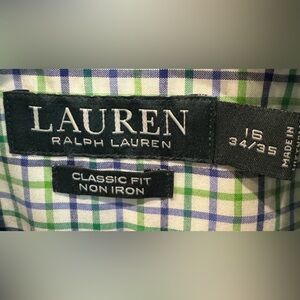 LAUREN
RALPH LAUREN
CLASSIC FIT
NON IRON
16
34/35
MADE IN